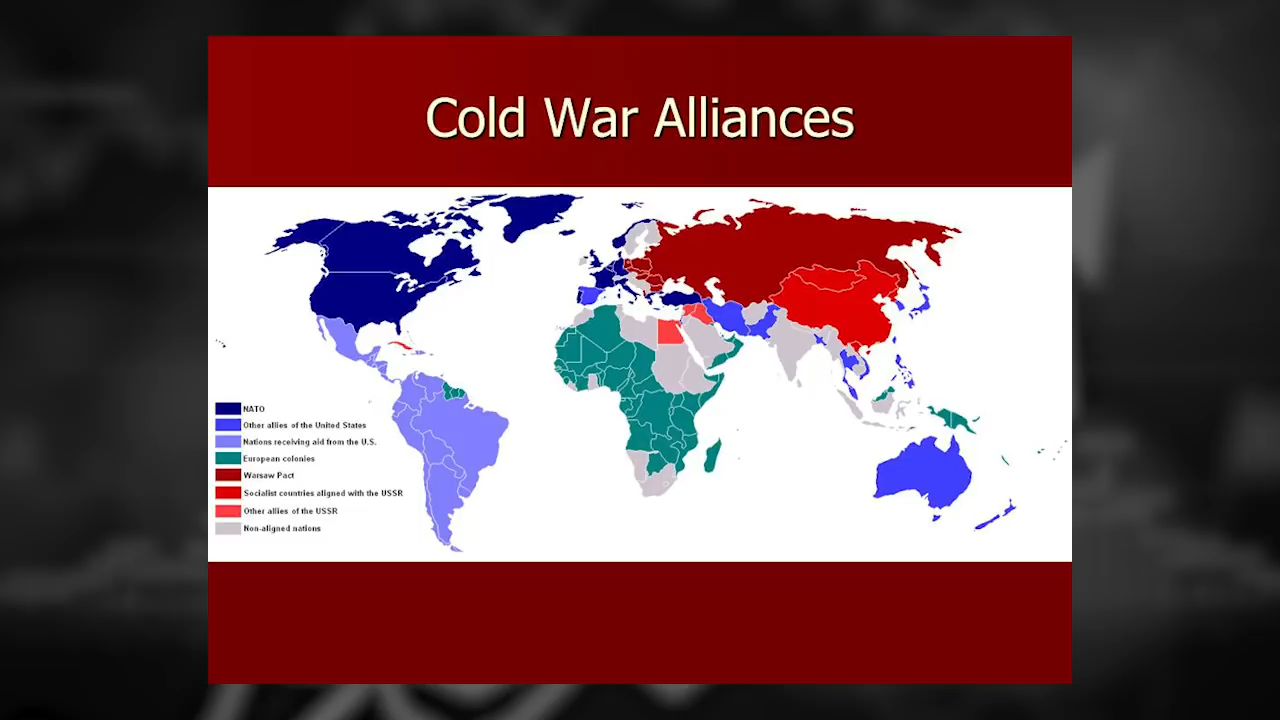 Cold War Alliances
NATO
Other allies of the United States
Nations receiving aid from the U.S.
European colonies
Warsaw Pact
Socialist countries aligned with the USSR
Other allies of the USSR
Non-aligned nations